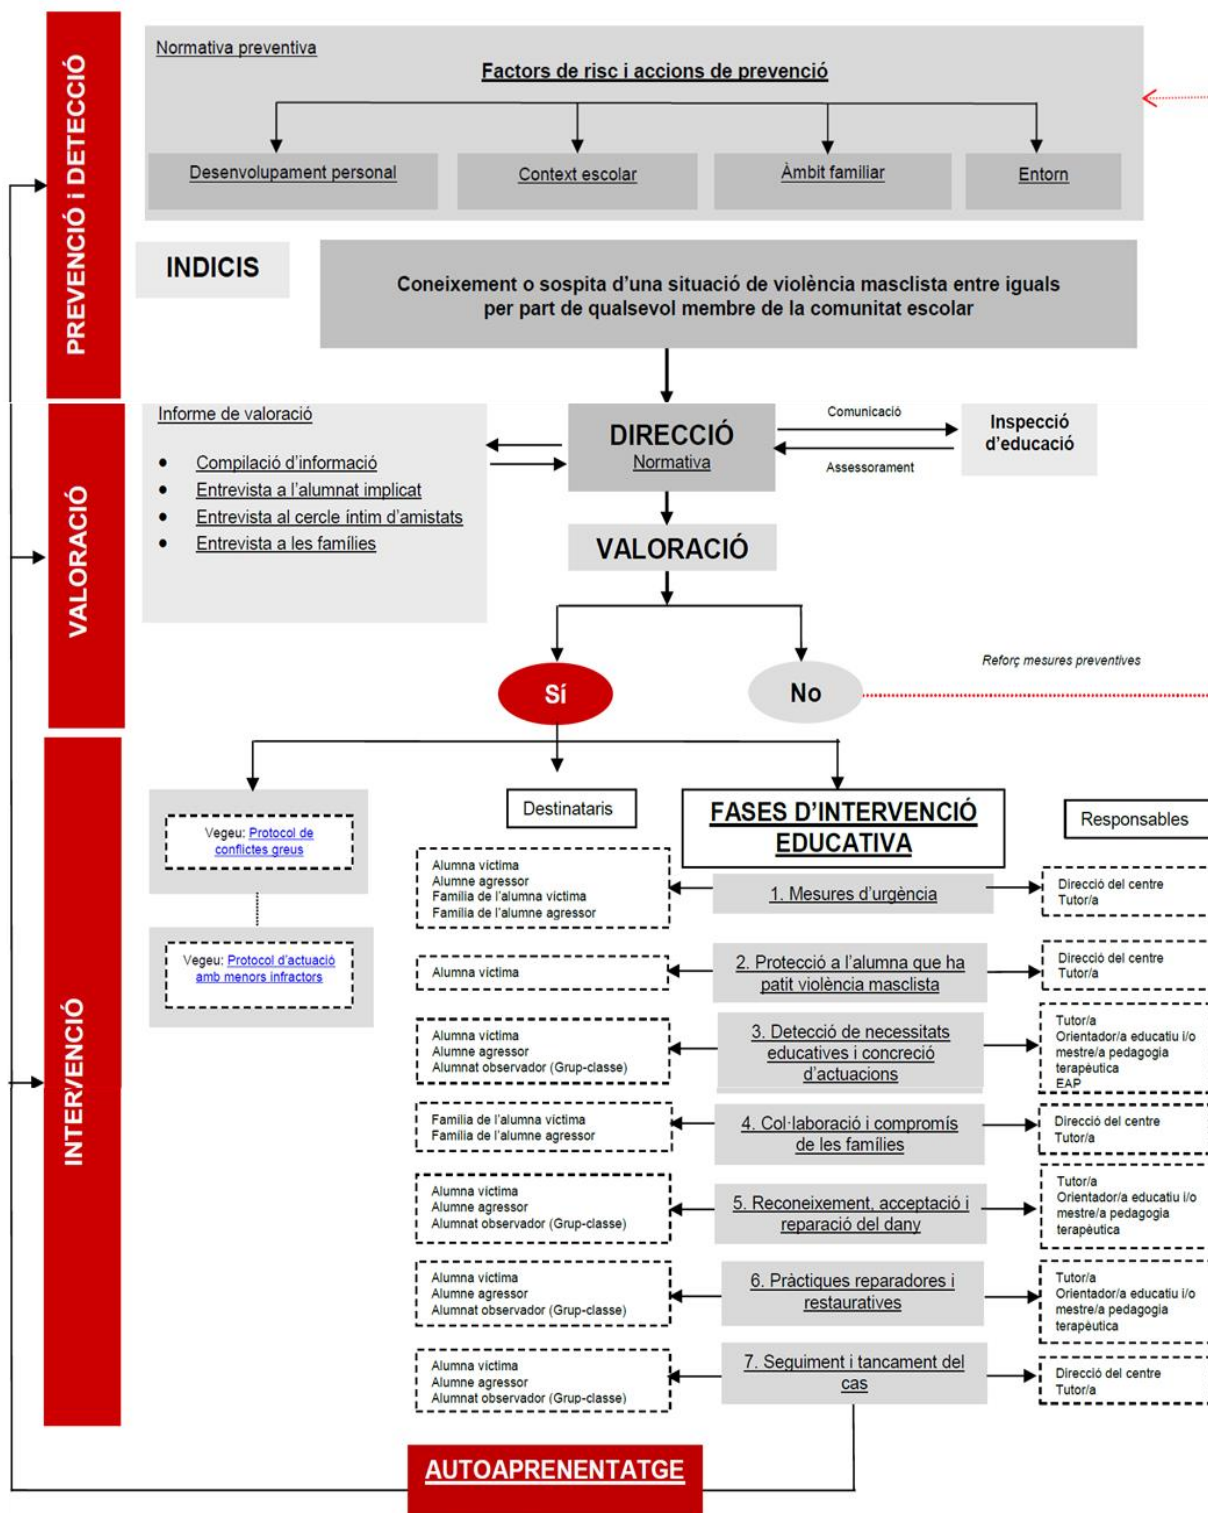 PREVENCIÓ i DETECCIÓ
Normativa preventiva
Factors de risc i accions de prevenció
Desenvolupament personal
Context escolar
Àmbit familiar
Entorn
INDICIS
Coneixement o sospita d'una situació de violència masclista entre iguals
per part de qualsevol membre de la comunitat escolar
VALORACIÓ
Informe de valoració
• Compilació d'informació
• Entrevista a l'alumnat implicat
• Entrevista al cercle íntim d'amistats
• Entrevista a les famílies
DIRECCIÓ
Normativa
Comunicació
Assessorament
Inspecció
d'educació
VALORACIÓ
Sí
No
Reforç mesures preventives
INTERVENCIÓ
Vegeu: Protocol de
conflictes greus
Vegeu: Protocol d'actuació
amb menors infractors
Destinataris
FASES D'INTERVENCIÓ
EDUCATIVA
Responsables
Alumna víctima
Alumne agressor
Família de l'alumna víctima
Família de l'alumne agressor
1. Mesures d'urgència
Direcció del centre
Tutor/a
Alumna víctima
2. Protecció a l'alumna que ha
patit violència masclista
Direcció del centre
Tutor/a
Alumna víctima
Alumne agressor
Alumnat observador (Grup-classe)
3. Detecció de necessitats
educatives i concreció
d'actuacions
Tutor/a
Orientador/a educatiu i/o
mestre/a pedagogia
terapèutica
EAP
Família de l'alumna víctima
Família de l'alumne agressor
4. Col·laboració i compromís
de les famílies
Direcció del centre
Tutor/a
Alumna víctima
Alumne agressor
Alumnat observador (Grup-classe)
5. Reconeixement, acceptació i
reparació del dany
Tutor/a
Orientador/a educatiu i/o
mestre/a pedagogia
terapèutica
Alumna víctima
Alumne agressor
Alumnat observador (Grup-classe)
6. Pràctiques reparadores i
restauratives
Tutor/a
Orientador/a educatiu i/o
mestre/a pedagogia
terapèutica
Alumna víctima
Alumne agressor
Alumnat observador (Grup-classe)
7. Seguiment i tancament del
cas
Direcció del centre
Tutor/a
AUTOAPRENENTATGE